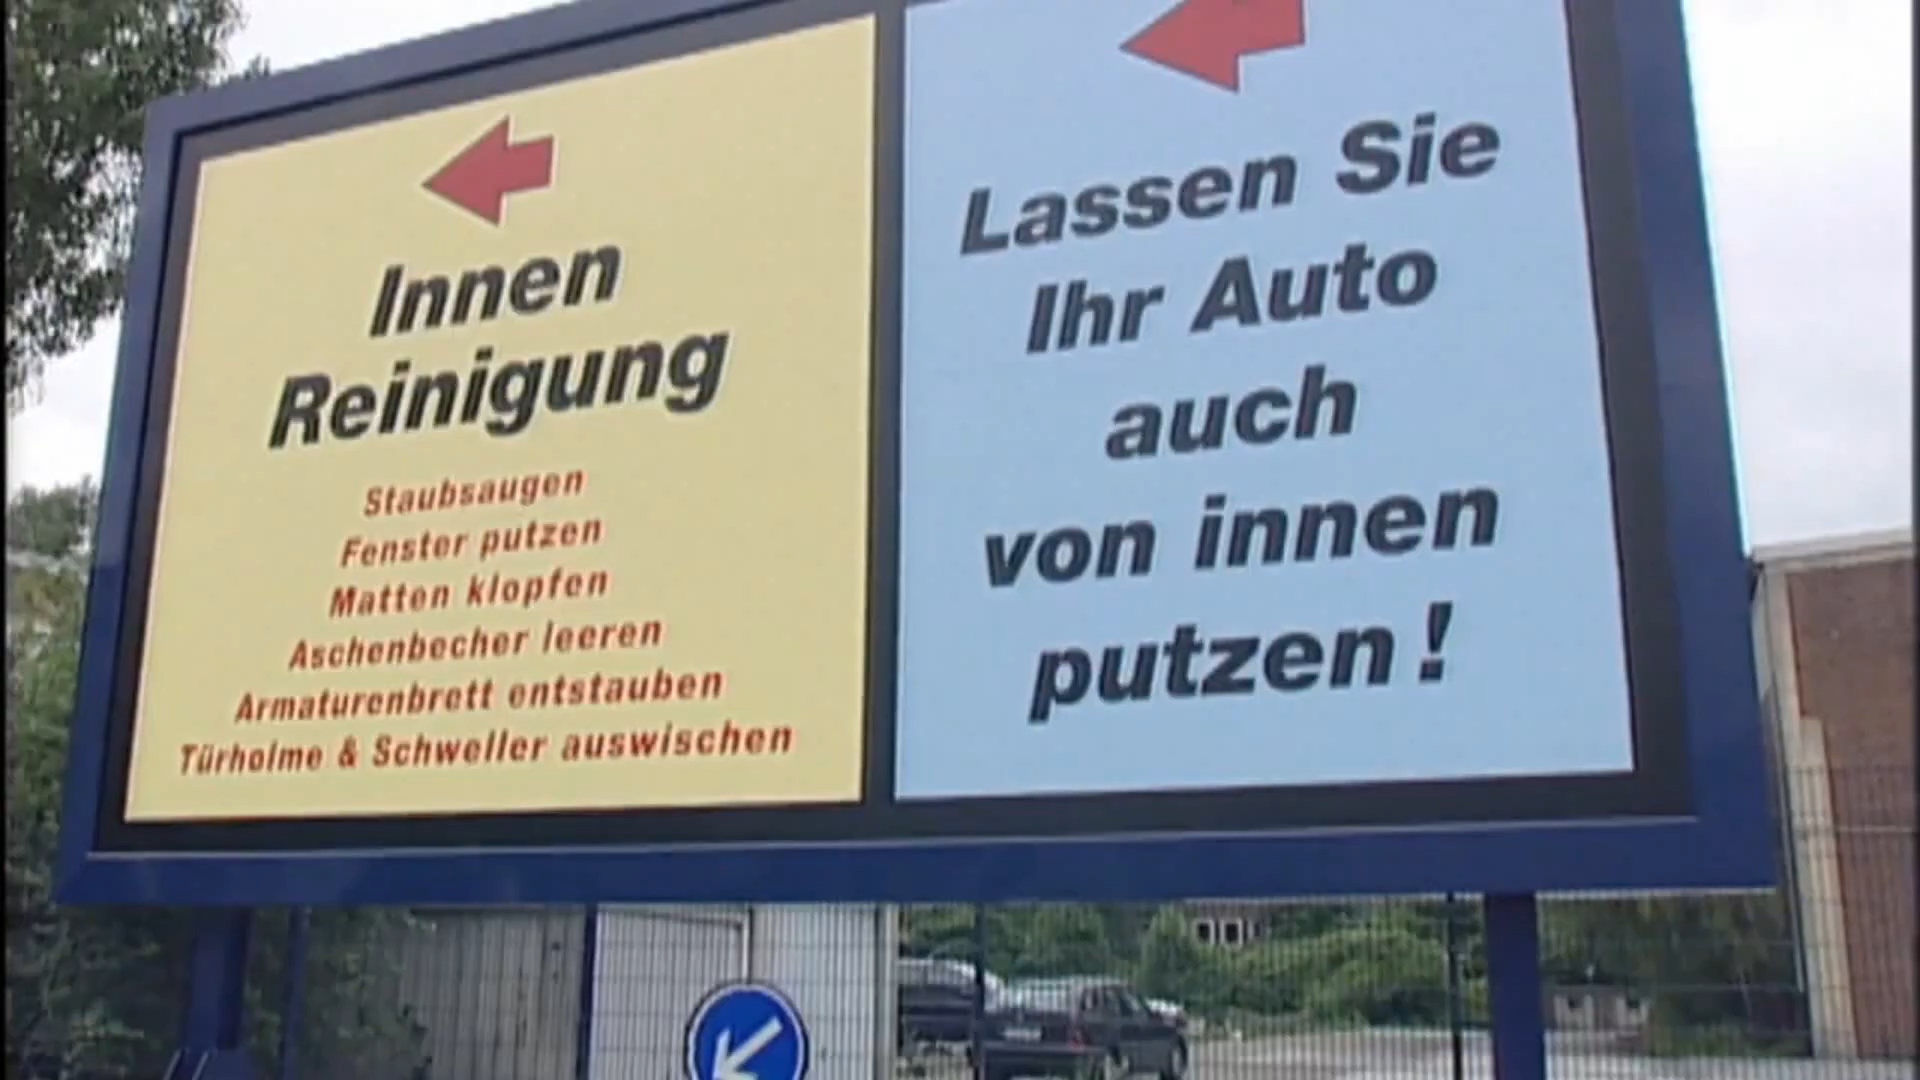 Innen
Reinigung
Staubsaugen
Fenster putzen
Matten klopfen
Aschenbecher leeren
Armaturenbrett entstauben
Türholme & Schweller auswischen
Lassen Sie
Ihr Auto
auch
von innen
putzen!